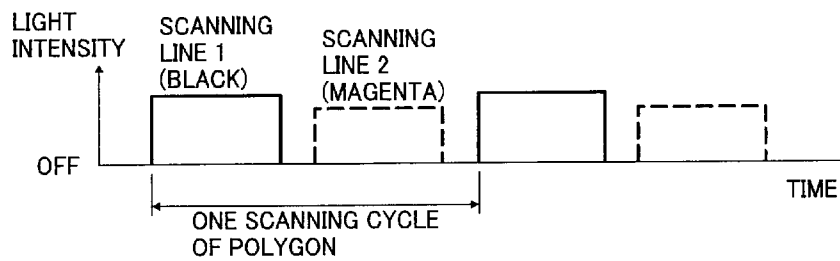 LIGHT
INTENSITY
SCANNING
LINE 1
(BLACK)
SCANNING
LINE 2
(MAGENTA)
OFF
TIME
ONE SCANNING CYCLE
OF POLYGON